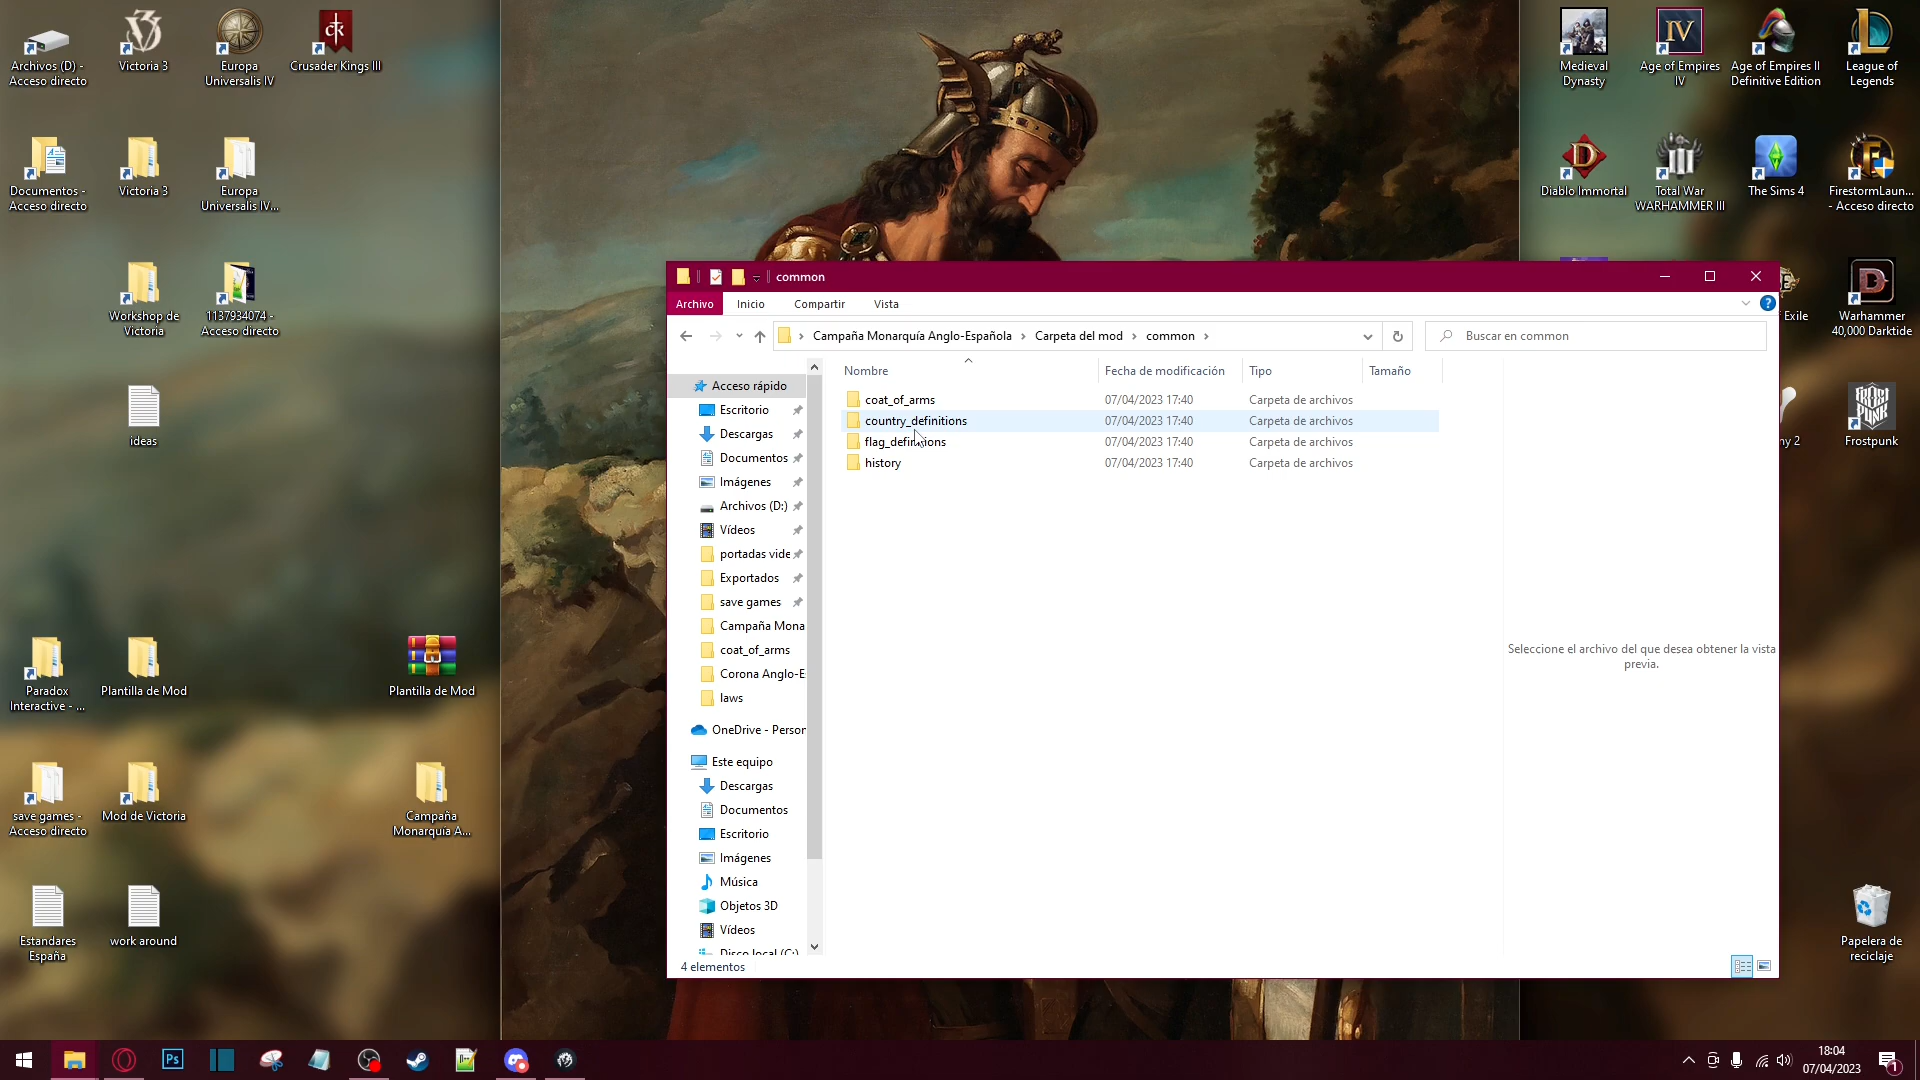 Archivos (D) -
Acceso directo
Victoria 3
Europa
Universalis IV
Crusader Kings III
Documentos -
Acceso directo
Victoria 3
Europa
Universalis IV...
Workshop de
Victoria
1137934074 -
Acceso directo
ideas
Paradox
Interactive - ...
Plantilla de Mod
Plantilla de Mod
save games -
Acceso directo
Mod de Victoria
Campaña
Monarquía A...
Estandares
España
work around
Medieval
Dynasty
Age of Empires
IV
Age of Empires II
Definitive Edition
League of
Legends
Diablo Immortal
Total War
WARHAMMER III
The Sims 4
FirestormLaun...
- Acceso directo
Exile
Warhammer
40,000 Darktide
ny 2
Frostpunk
FROST
PUNK
Papelera de
reciclaje
common
Archivo
Inicio
Compartir
Vista
Campaña Monarquía Anglo-Española
Carpeta del mod
common
Buscar en common
Nombre
Fecha de modificación
Tipo
Tamaño
coat_of_arms 07/04/2023 17:40 Carpeta de archivos
country_definitions 07/04/2023 17:40 Carpeta de archivos
flag_definitions 07/04/2023 17:40 Carpeta de archivos
history 07/04/2023 17:40 Carpeta de archivos
Acceso rápido
Escritorio
Descargas
Documentos
Imágenes
Archivos (D:)
Vídeos
portadas vide
Exportados
save games
Campaña Mona
coat_of_arms
Corona Anglo-E
laws
OneDrive - Person
Este equipo
Descargas
Documentos
Escritorio
Imágenes
Música
Objetos 3D
Vídeos
Disco local (C:)
Seleccione el archivo del que desea obtener la vista
previa.
4 elementos
Ps
18:04
07/04/2023
1